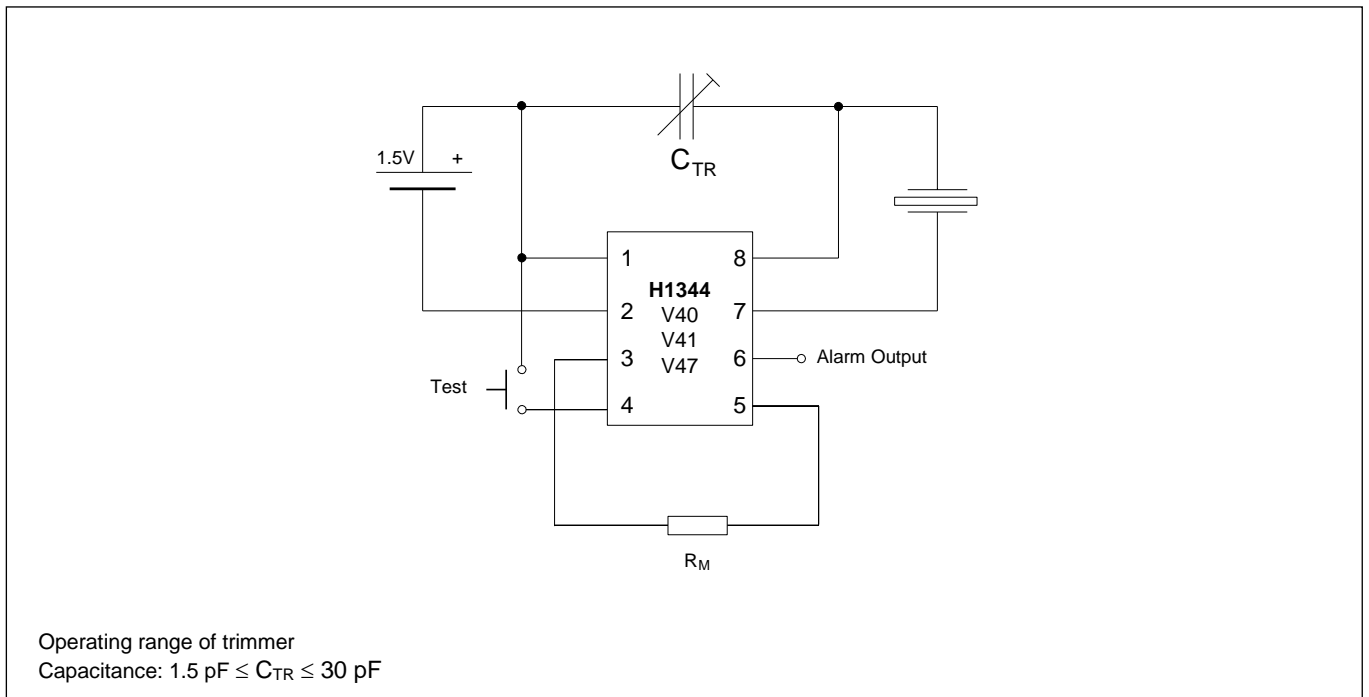 1.5V +
C_TR
1 8
H1344
V40
2 7
V41
3 V47 6 Alarm Output
Test
4 5
R_M
Operating range of trimmer
Capacitance: 1.5 pF ≤ C_TR ≤ 30 pF